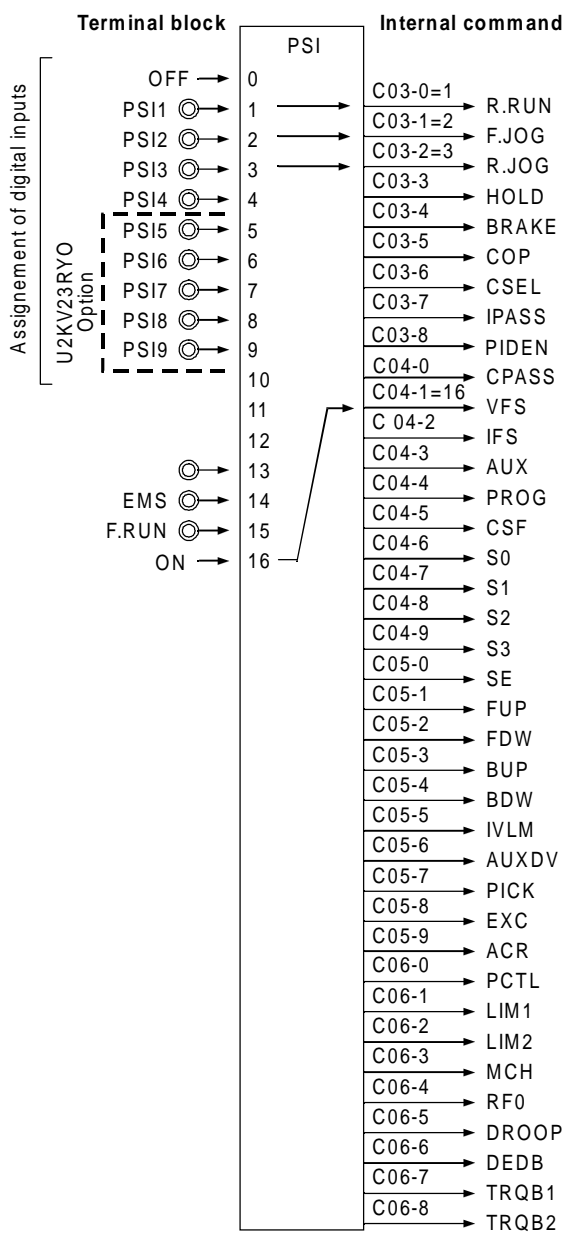 Terminal block
PSI
Internal command
Assignement of digital inputs
U2KV23RYO
Option
OFF
0
PSI1
1
PSI2
2
PSI3
3
PSI4
4
PSI5
5
PSI6
6
PSI7
7
PSI8
8
PSI9
9
10
11
12
13
EMS
14
F.RUN
15
ON
16
C03-0=1
R.RUN
C03-1=2
F.JOG
C03-2=3
R.JOG
C03-3
HOLD
C03-4
BRAKE
C03-5
COP
C03-6
CSEL
C03-7
IPASS
C03-8
PIDEN
C04-0
CPASS
C04-1=16
VFS
C 04-2
IFS
C04-3
AUX
C04-4
PROG
C04-5
CSF
C04-6
S0
C04-7
S1
C04-8
S2
C04-9
S3
C05-0
SE
C05-1
FUP
C05-2
FDW
C05-3
BUP
C05-4
BDW
C05-5
IVLM
C05-6
AUXDV
C05-7
PICK
C05-8
EXC
C05-9
ACR
C06-0
PCTL
C06-1
LIM1
C06-2
LIM2
C06-3
MCH
C06-4
RF0
C06-5
DROOP
C06-6
DEDB
C06-7
TRQB1
C06-8
TRQB2